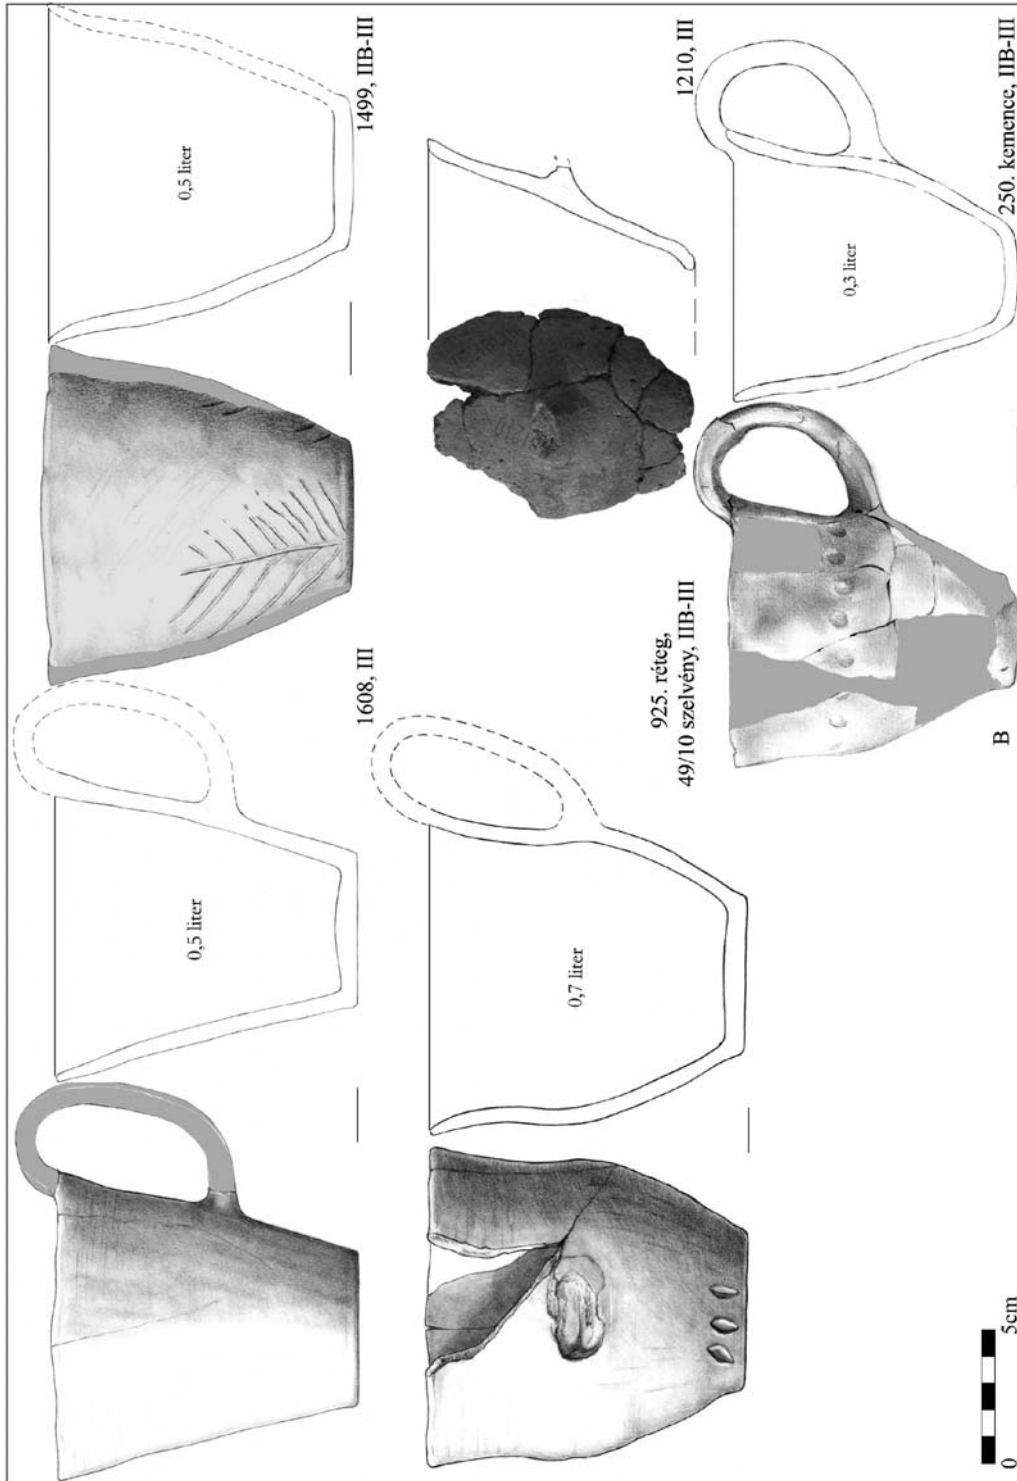 0,5 liter
1499, IIB-III
0,5 liter
1608, III
1210, III
0,7 liter
925. réteg,
49/10 szelvény, IIB-III
0,3 liter
250. kemence, IIB-III
B
0
5cm